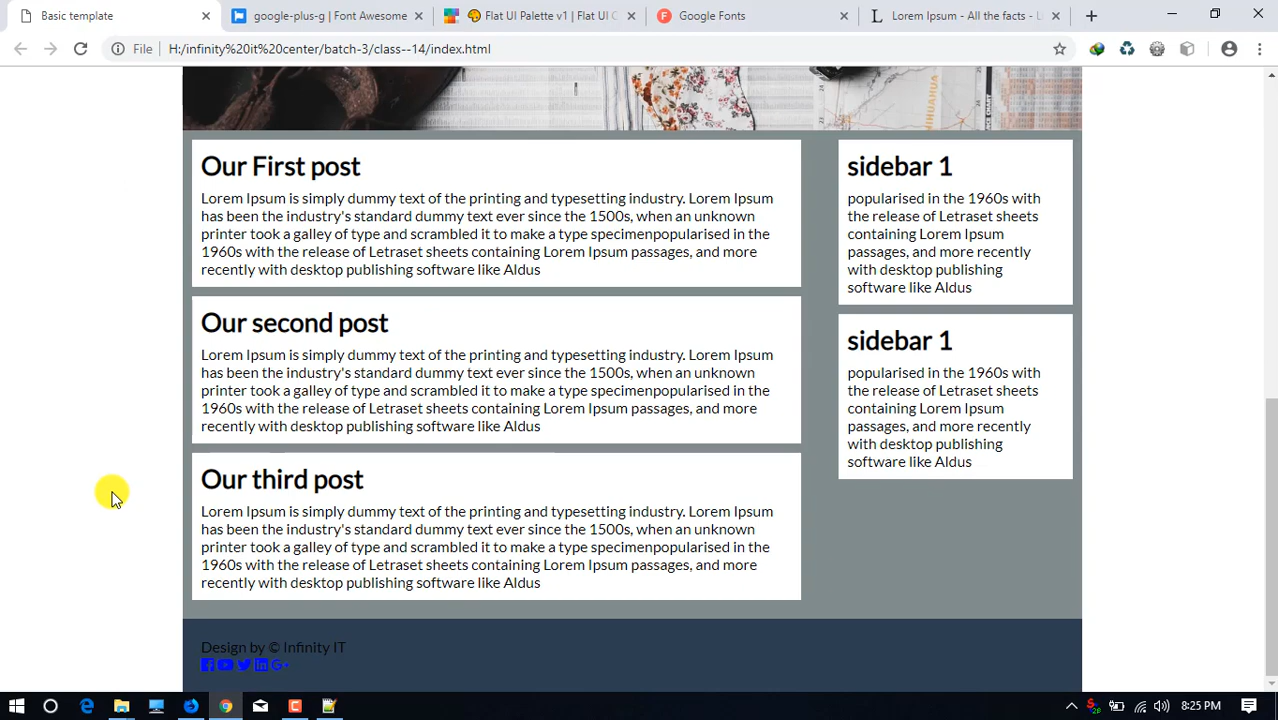 Basic template
google-plus-g | Font Awesome
Flat UI Palette v1 | Flat UI C
Google Fonts
Lorem Ipsum - All the facts - L
File
H:/infinity%20it%20center/batch-3/class--14/index.html
Our First post
Lorem Ipsum is simply dummy text of the printing and typesetting industry. Lorem Ipsum
has been the industry's standard dummy text ever since the 1500s, when an unknown
printer took a galley of type and scrambled it to make a type specimenpopularised in the
1960s with the release of Letraset sheets containing Lorem Ipsum passages, and more
recently with desktop publishing software like Aldus
sidebar 1
popularised in the 1960s with
the release of Letraset sheets
containing Lorem Ipsum
passages, and more recently
with desktop publishing
software like Aldus
Our second post
Lorem Ipsum is simply dummy text of the printing and typesetting industry. Lorem Ipsum
has been the industry's standard dummy text ever since the 1500s, when an unknown
printer took a galley of type and scrambled it to make a type specimenpopularised in the
1960s with the release of Letraset sheets containing Lorem Ipsum passages, and more
recently with desktop publishing software like Aldus
sidebar 1
popularised in the 1960s with
the release of Letraset sheets
containing Lorem Ipsum
passages, and more recently
with desktop publishing
software like Aldus
Our third post
Lorem Ipsum is simply dummy text of the printing and typesetting industry. Lorem Ipsum
has been the industry's standard dummy text ever since the 1500s, when an unknown
printer took a galley of type and scrambled it to make a type specimenpopularised in the
1960s with the release of Letraset sheets containing Lorem Ipsum passages, and more
recently with desktop publishing software like Aldus
Design by © Infinity IT
8:25 PM